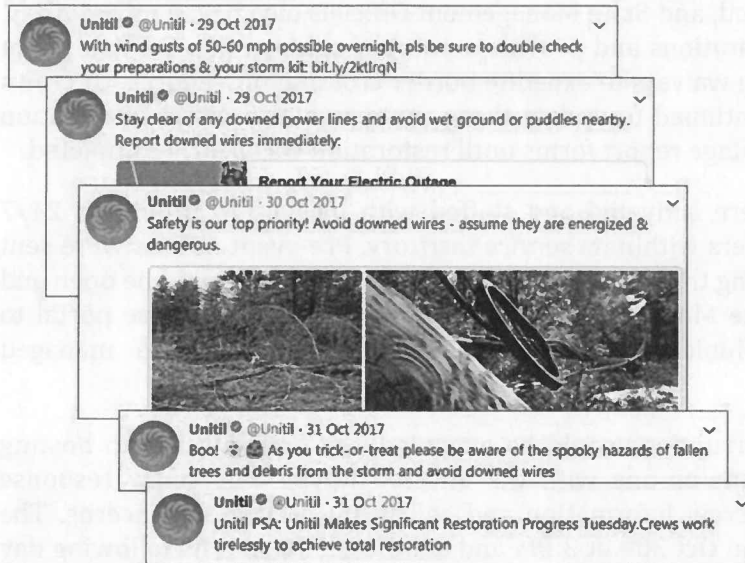 Unitil @Unitil · 29 Oct 2017
With wind gusts of 50-60 mph possible overnight, pls be sure to double check
your preparations & your storm kit: bit.ly/2ktlrqN
Unitil @Unitil · 29 Oct 2017
Stay clear of any downed power lines and avoid wet ground or puddles nearby.
Report downed wires immediately.
Report Your Electric Outage
Unitil @Unitil · 30 Oct 2017
Safety is our top priority! Avoid downed wires - assume they are energized &
dangerous.
Unitil @Unitil · 31 Oct 2017
Boo! 👻🎃 As you trick-or-treat please be aware of the spooky hazards of fallen
trees and debris from the storm and avoid downed wires
Unitil @Unitil · 31 Oct 2017
Unitil PSA: Unitil Makes Significant Restoration Progress Tuesday.Crews work
tirelessly to achieve total restoration